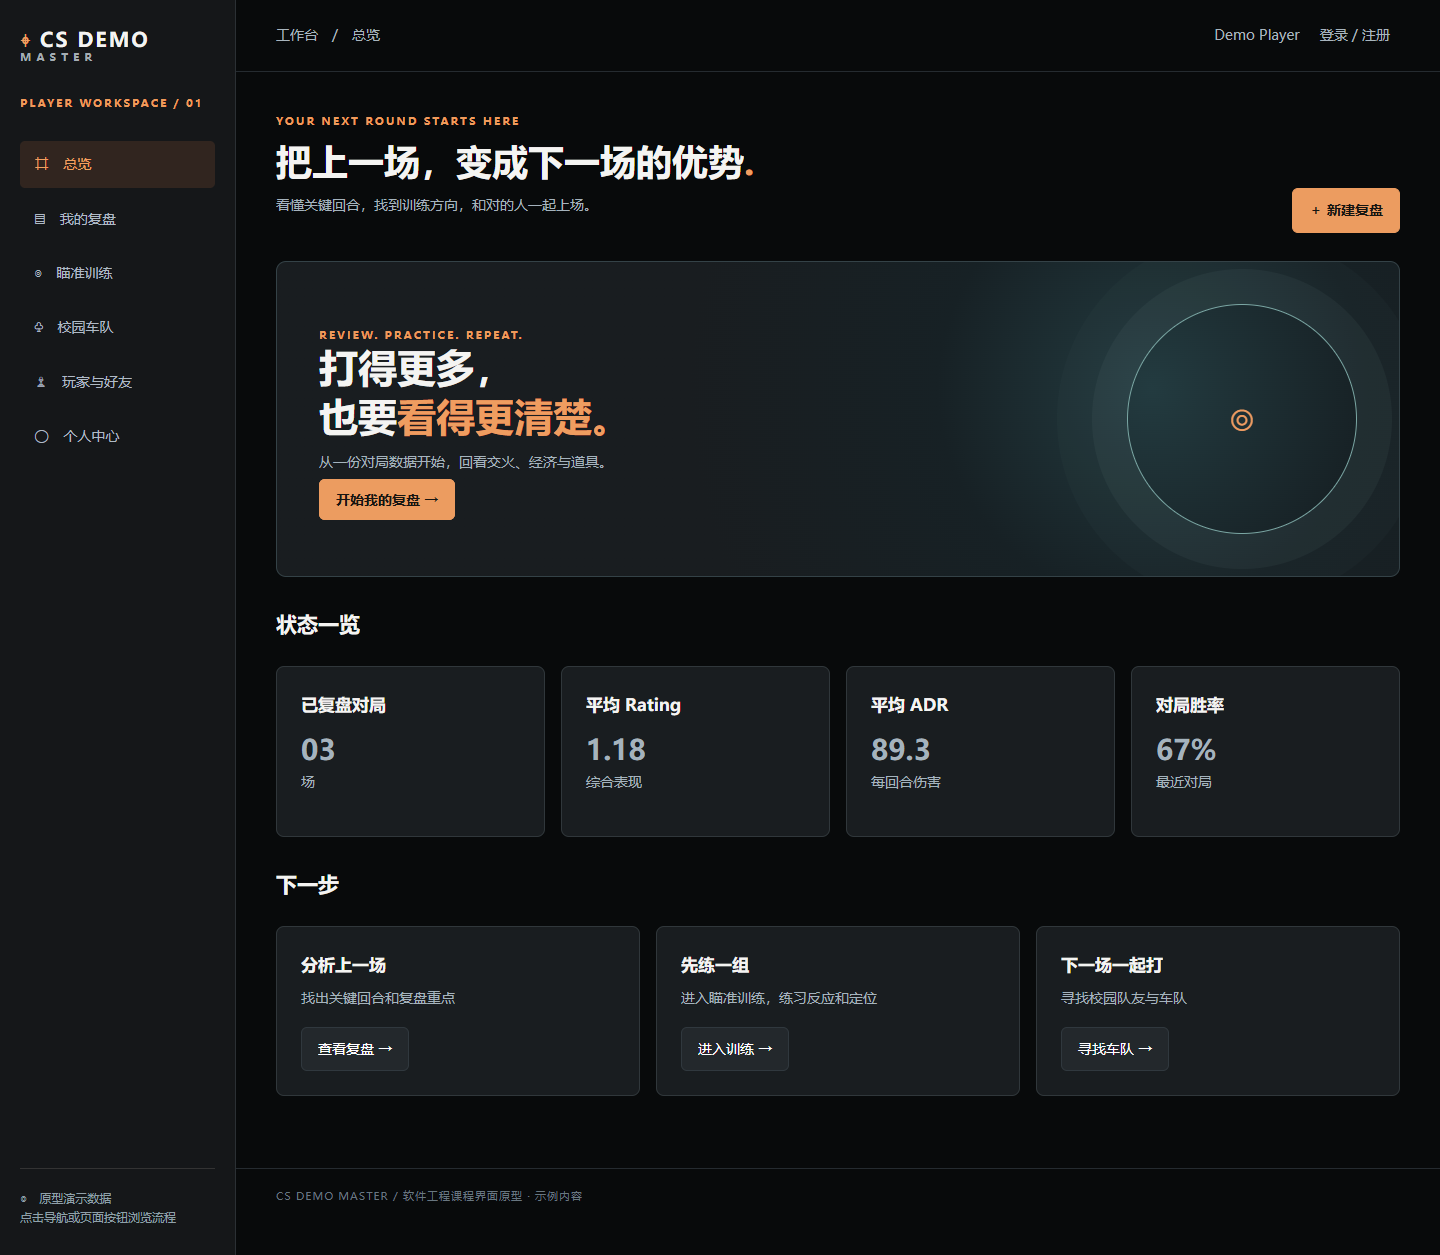 CS DEMO
MASTER
PLAYER WORKSPACE / 01
总览
我的复盘
瞄准训练
校园车队
玩家与好友
个人中心
原型演示数据
点击导航或页面按钮浏览流程
工作台 / 总览
Demo Player 登录 / 注册
YOUR NEXT ROUND STARTS HERE
把上一场，变成下一场的优势.
看懂关键回合，找到训练方向，和对的人一起上场。
+ 新建复盘
REVIEW. PRACTICE. REPEAT.
打得更多，
也要看得更清楚。
从一份对局数据开始，回看交火、经济与道具。
开始我的复盘 →
状态一览
已复盘对局
03
场
平均 Rating
1.18
综合表现
平均 ADR
89.3
每回合伤害
对局胜率
67%
最近对局
下一步
分析上一场
找出关键回合和复盘重点
查看复盘 →
先练一组
进入瞄准训练，练习反应和定位
进入训练 →
下一场一起打
寻找校园队友与车队
寻找车队 →
CS DEMO MASTER / 软件工程课程界面原型 · 示例内容